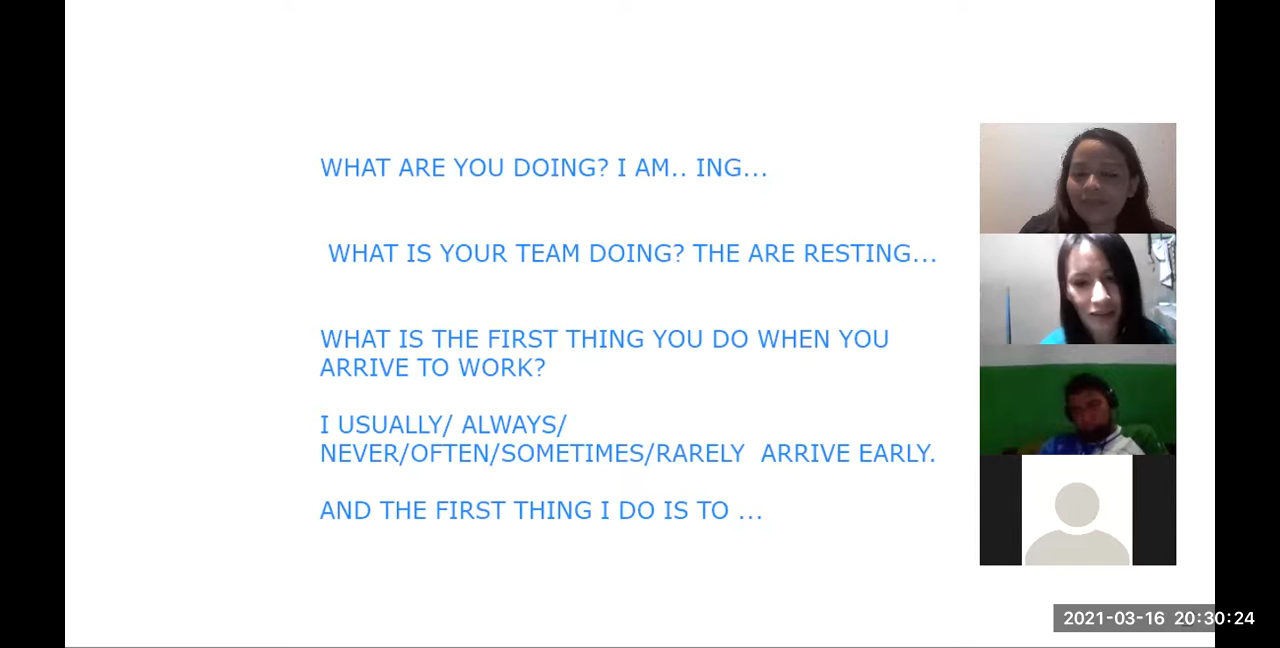 WHAT ARE YOU DOING? I AM.. ING...
WHAT IS YOUR TEAM DOING? THE ARE RESTING...
WHAT IS THE FIRST THING YOU DO WHEN YOU
ARRIVE TO WORK?
I USUALLY/ ALWAYS/
NEVER/OFTEN/SOMETIMES/RARELY  ARRIVE EARLY.
AND THE FIRST THING I DO IS TO ...
2021-03-16 20:30:24